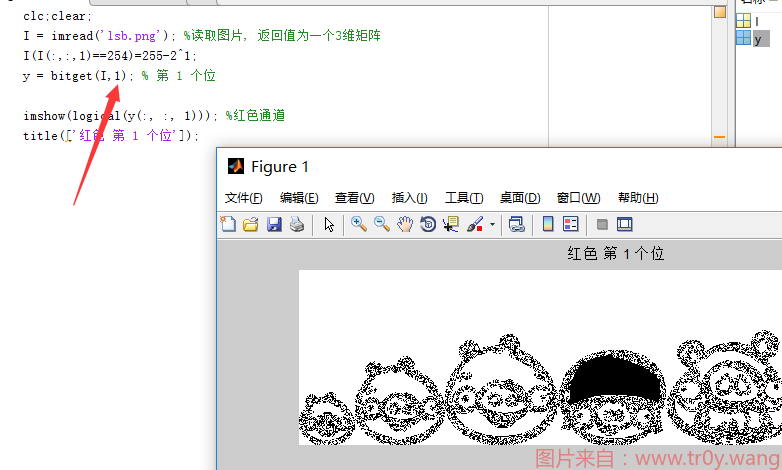 名称
clc;clear;
I = imread('lsb.png'); %读取图片, 返回值为一个3维矩阵
I(I(:,:,1)==254)=255-2^1;
y = bitget(I,1); % 第 1 个位
imshow(logical(y(:, :, 1))); %红色通道
title(['红色 第 1 个位']);
I
y
Figure 1
文件(F) 编辑(E) 查看(V) 插入(I) 工具(T) 桌面(D) 窗口(W) 帮助(H)
红色 第 1 个位
图片来自：www.tr0y.wang